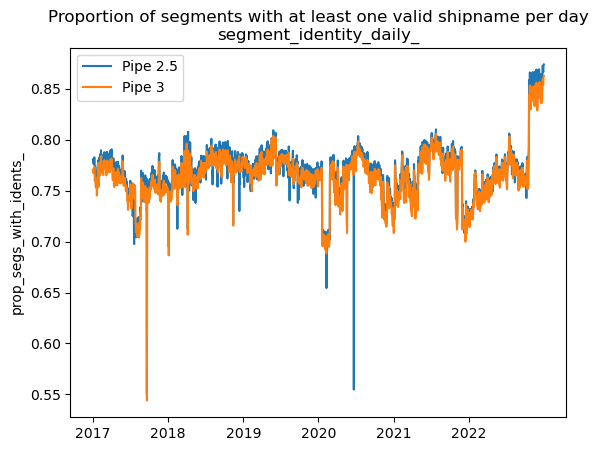 Proportion of segments with at least one valid shipname per day
segment_identity_daily_
Pipe 2.5
Pipe 3
prop_segs_with_idents_
0.85
0.80
0.75
0.70
0.65
0.60
0.55
2017
2018
2019
2020
2021
2022